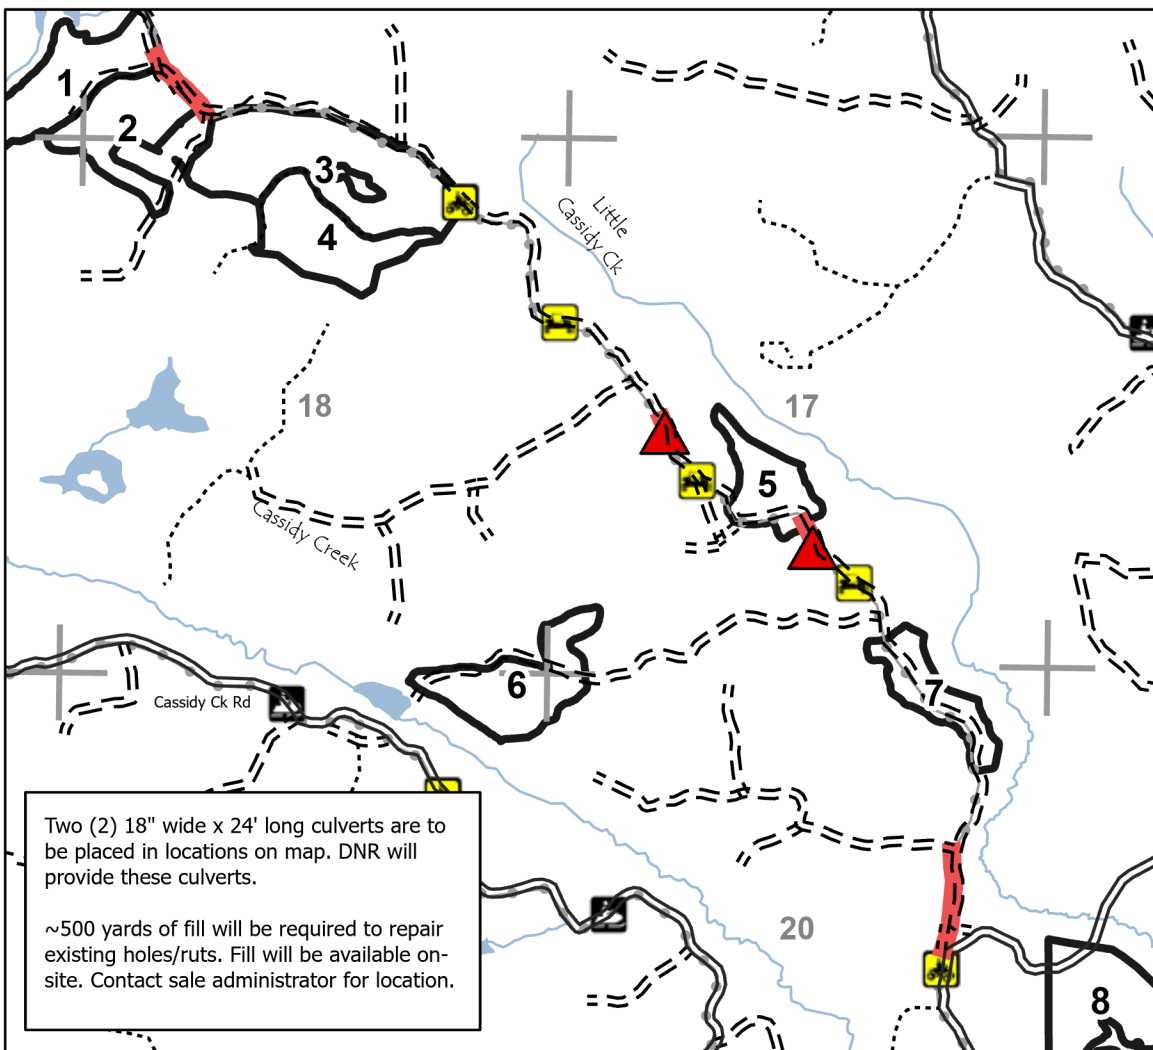 1
2
3
4
Little
Cassidy Ck
18
17
5
Cassidy Creek
6
7
Cassidy Ck Rd
Two (2) 18" wide x 24' long culverts are to
be placed in locations on map. DNR will
provide these culverts.
~500 yards of fill will be required to repair
existing holes/ruts. Fill will be available on-
site. Contact sale administrator for location.
20
8